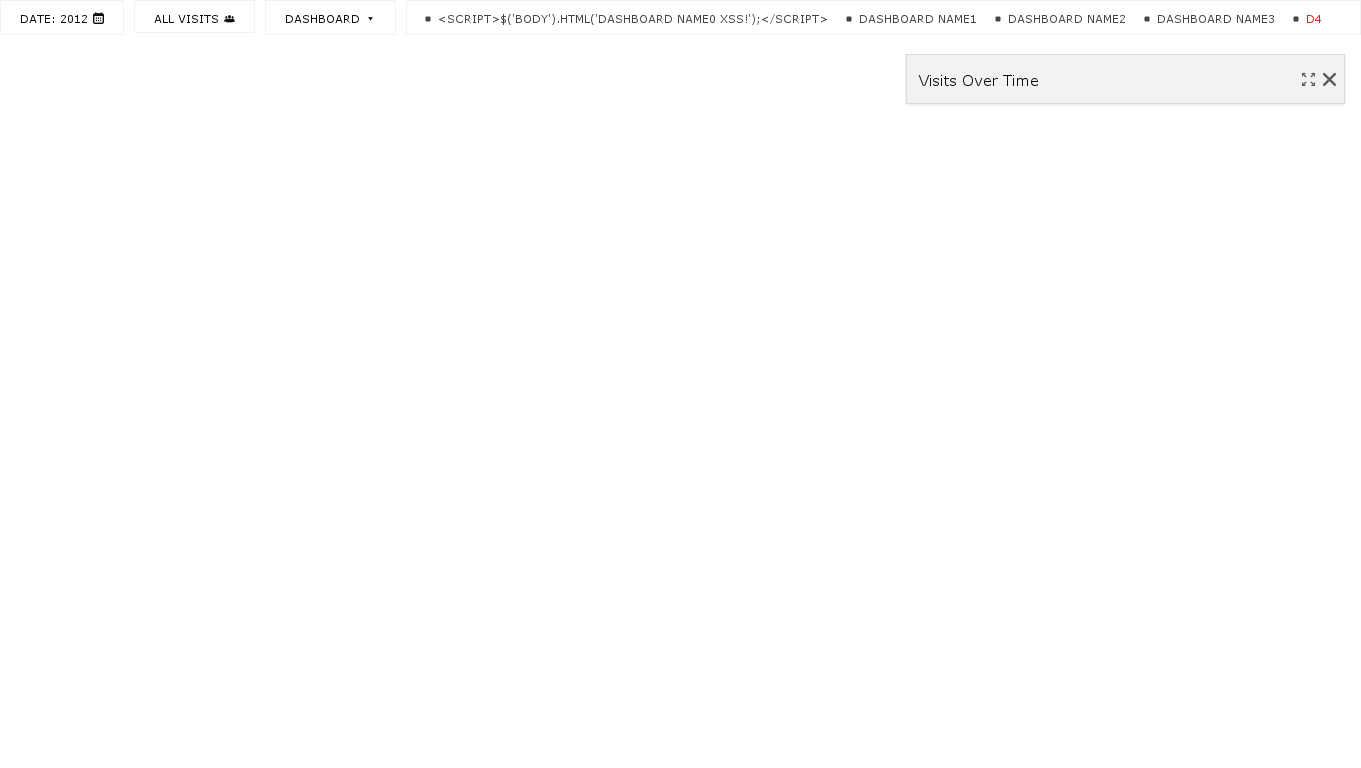 DATE: 2012
ALL VISITS
DASHBOARD
<SCRIPT>$('BODY').HTML('DASHBOARD NAME0 XSS!');</SCRIPT>
DASHBOARD NAME1
DASHBOARD NAME2
DASHBOARD NAME3
D4
Visits Over Time